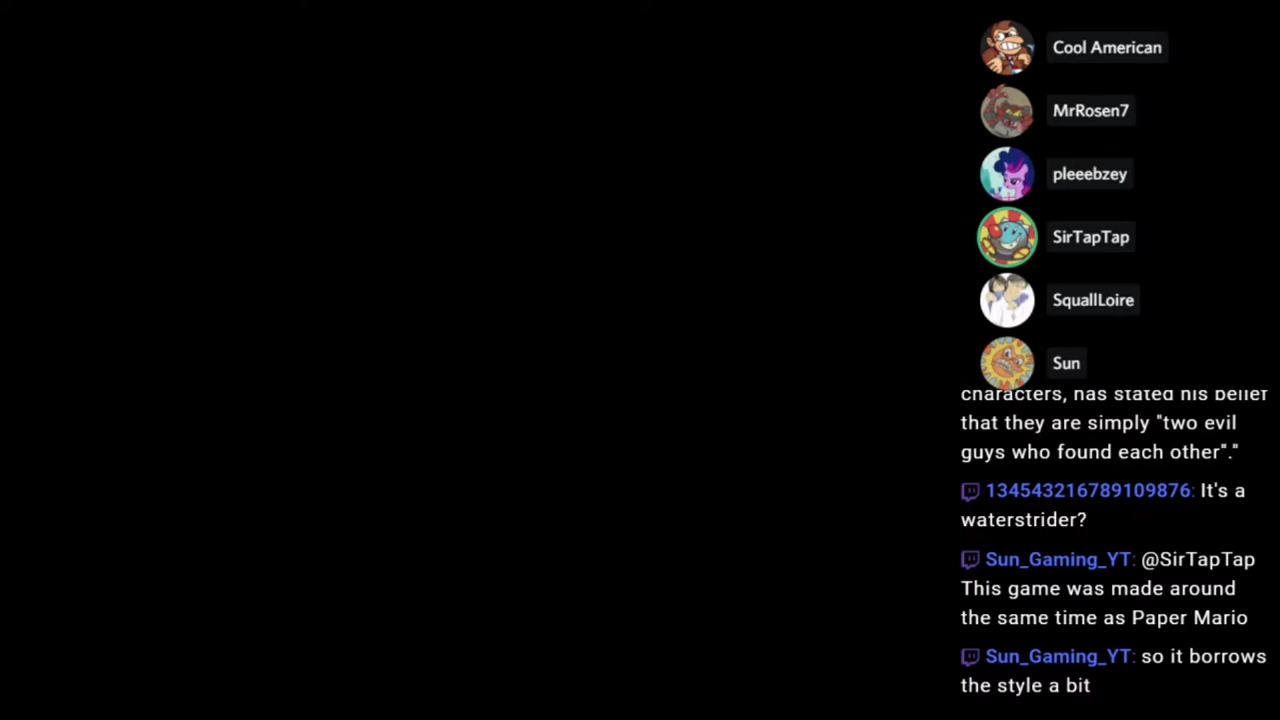 Cool American
MrRosen7
pleeebzey
SirTapTap
SquallLoire
Sun
characters, has stated his belief
that they are simply "two evil
guys who found each other"."
134543216789109876: It's a
waterstrider?
Sun_Gaming_YT: @SirTapTap
This game was made around
the same time as Paper Mario
Sun_Gaming_YT: so it borrows
the style a bit